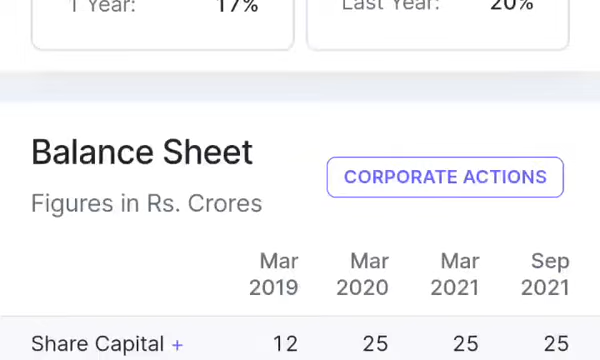 1 Year: 17% Last Year: 20%
Balance Sheet
CORPORATE ACTIONS
Figures in Rs. Crores
Mar Mar Mar Sep
2019 2020 2021 2021
Share Capital + 12 25 25 25